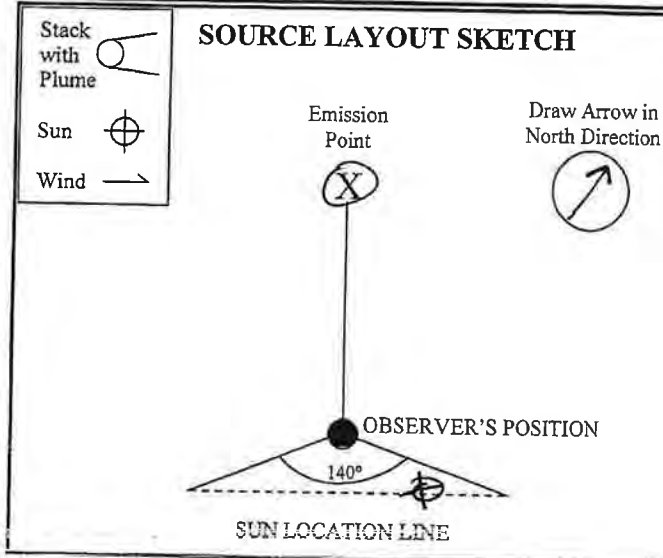 Stack
with
Plume
Sun
Wind
SOURCE LAYOUT SKETCH
Emission
Point
X
Draw Arrow in
North Direction
OBSERVER'S POSITION
140°
SUN LOCATION LINE